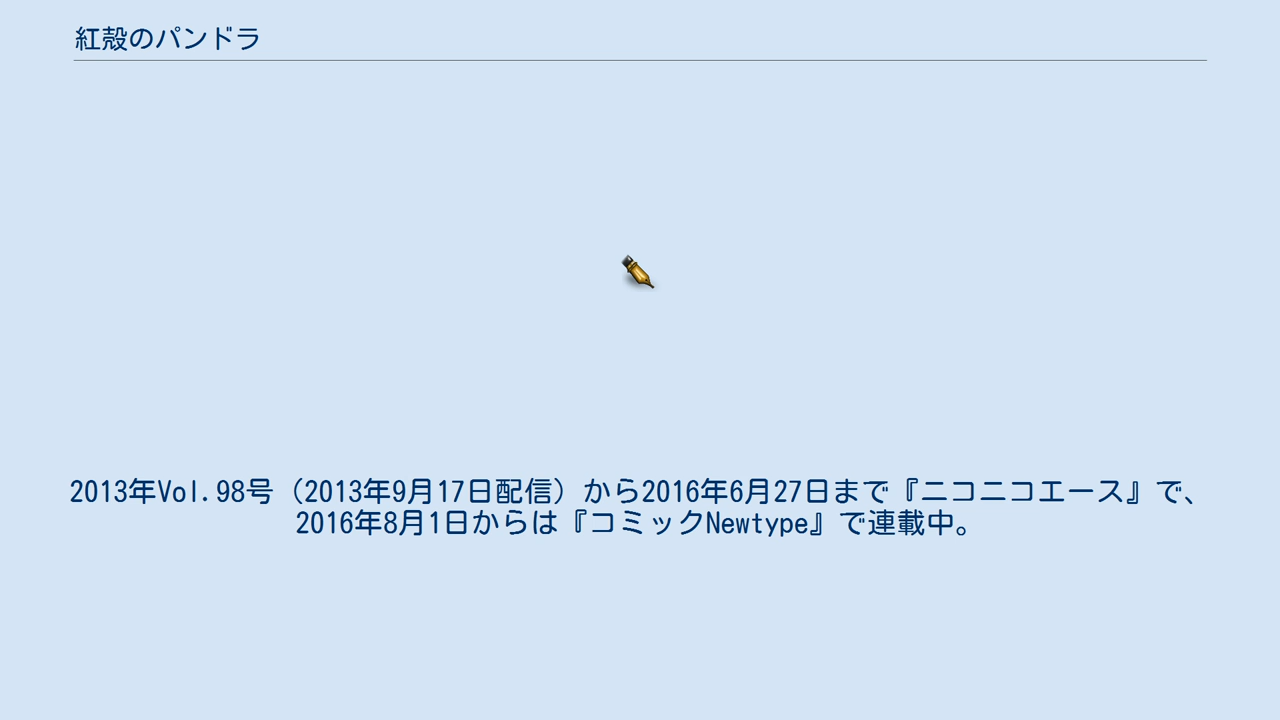 紅殻のパンドラ
2013年Vol.98号（2013年9月17日配信）から2016年6月27日まで『ニコニコエース』で、
2016年8月1日からは『コミックNewtype』で連載中。